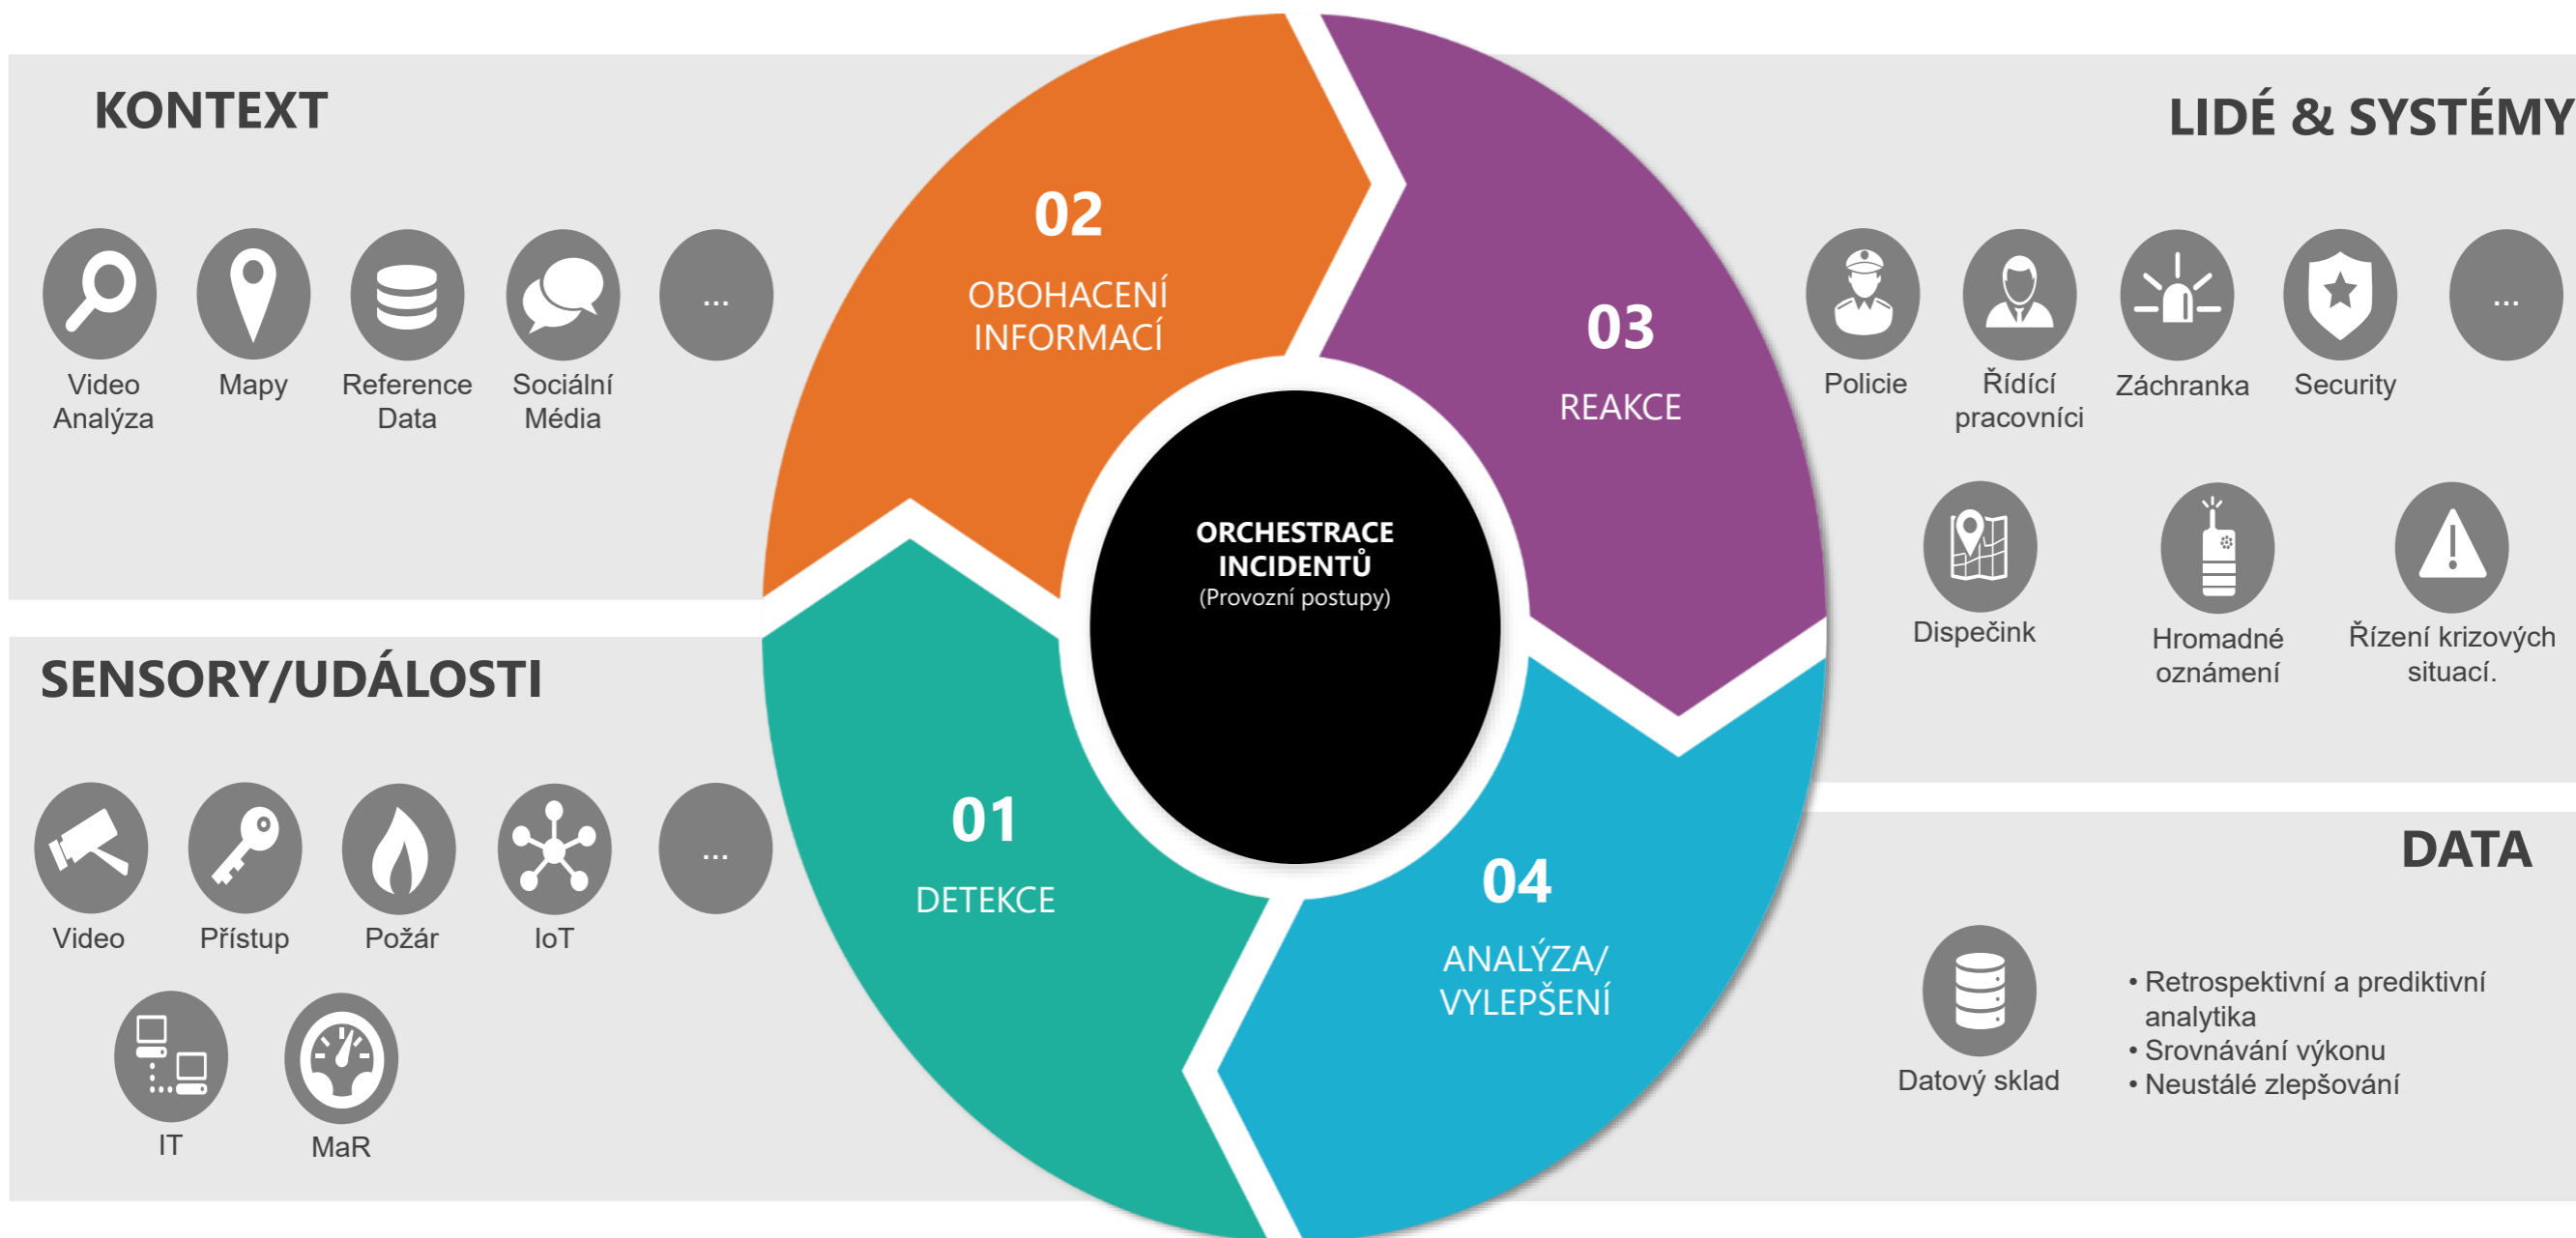 KONTEXT
Video
Analýza
Mapy
Reference
Data
Sociální
Média
...
SENSORY/UDÁLOSTI
Video
Přístup
Požár
IoT
...
IT
MaR
02
OBOHACENÍ
INFORMACÍ
03
REAKCE
ORCHESTRACE
INCIDENTŮ
(Provozní postupy)
01
DETEKCE
04
ANALÝZA/
VYLEPŠENÍ
LIDÉ & SYSTÉMY
Policie
Řídící
pracovníci
Záchranka
Security
...
Dispečink
Hromadné
oznámení
Řízení krizových
situací.
DATA
Datový sklad
• Retrospektivní a prediktivní
analytika
• Srovnávání výkonu
• Neustálé zlepšování